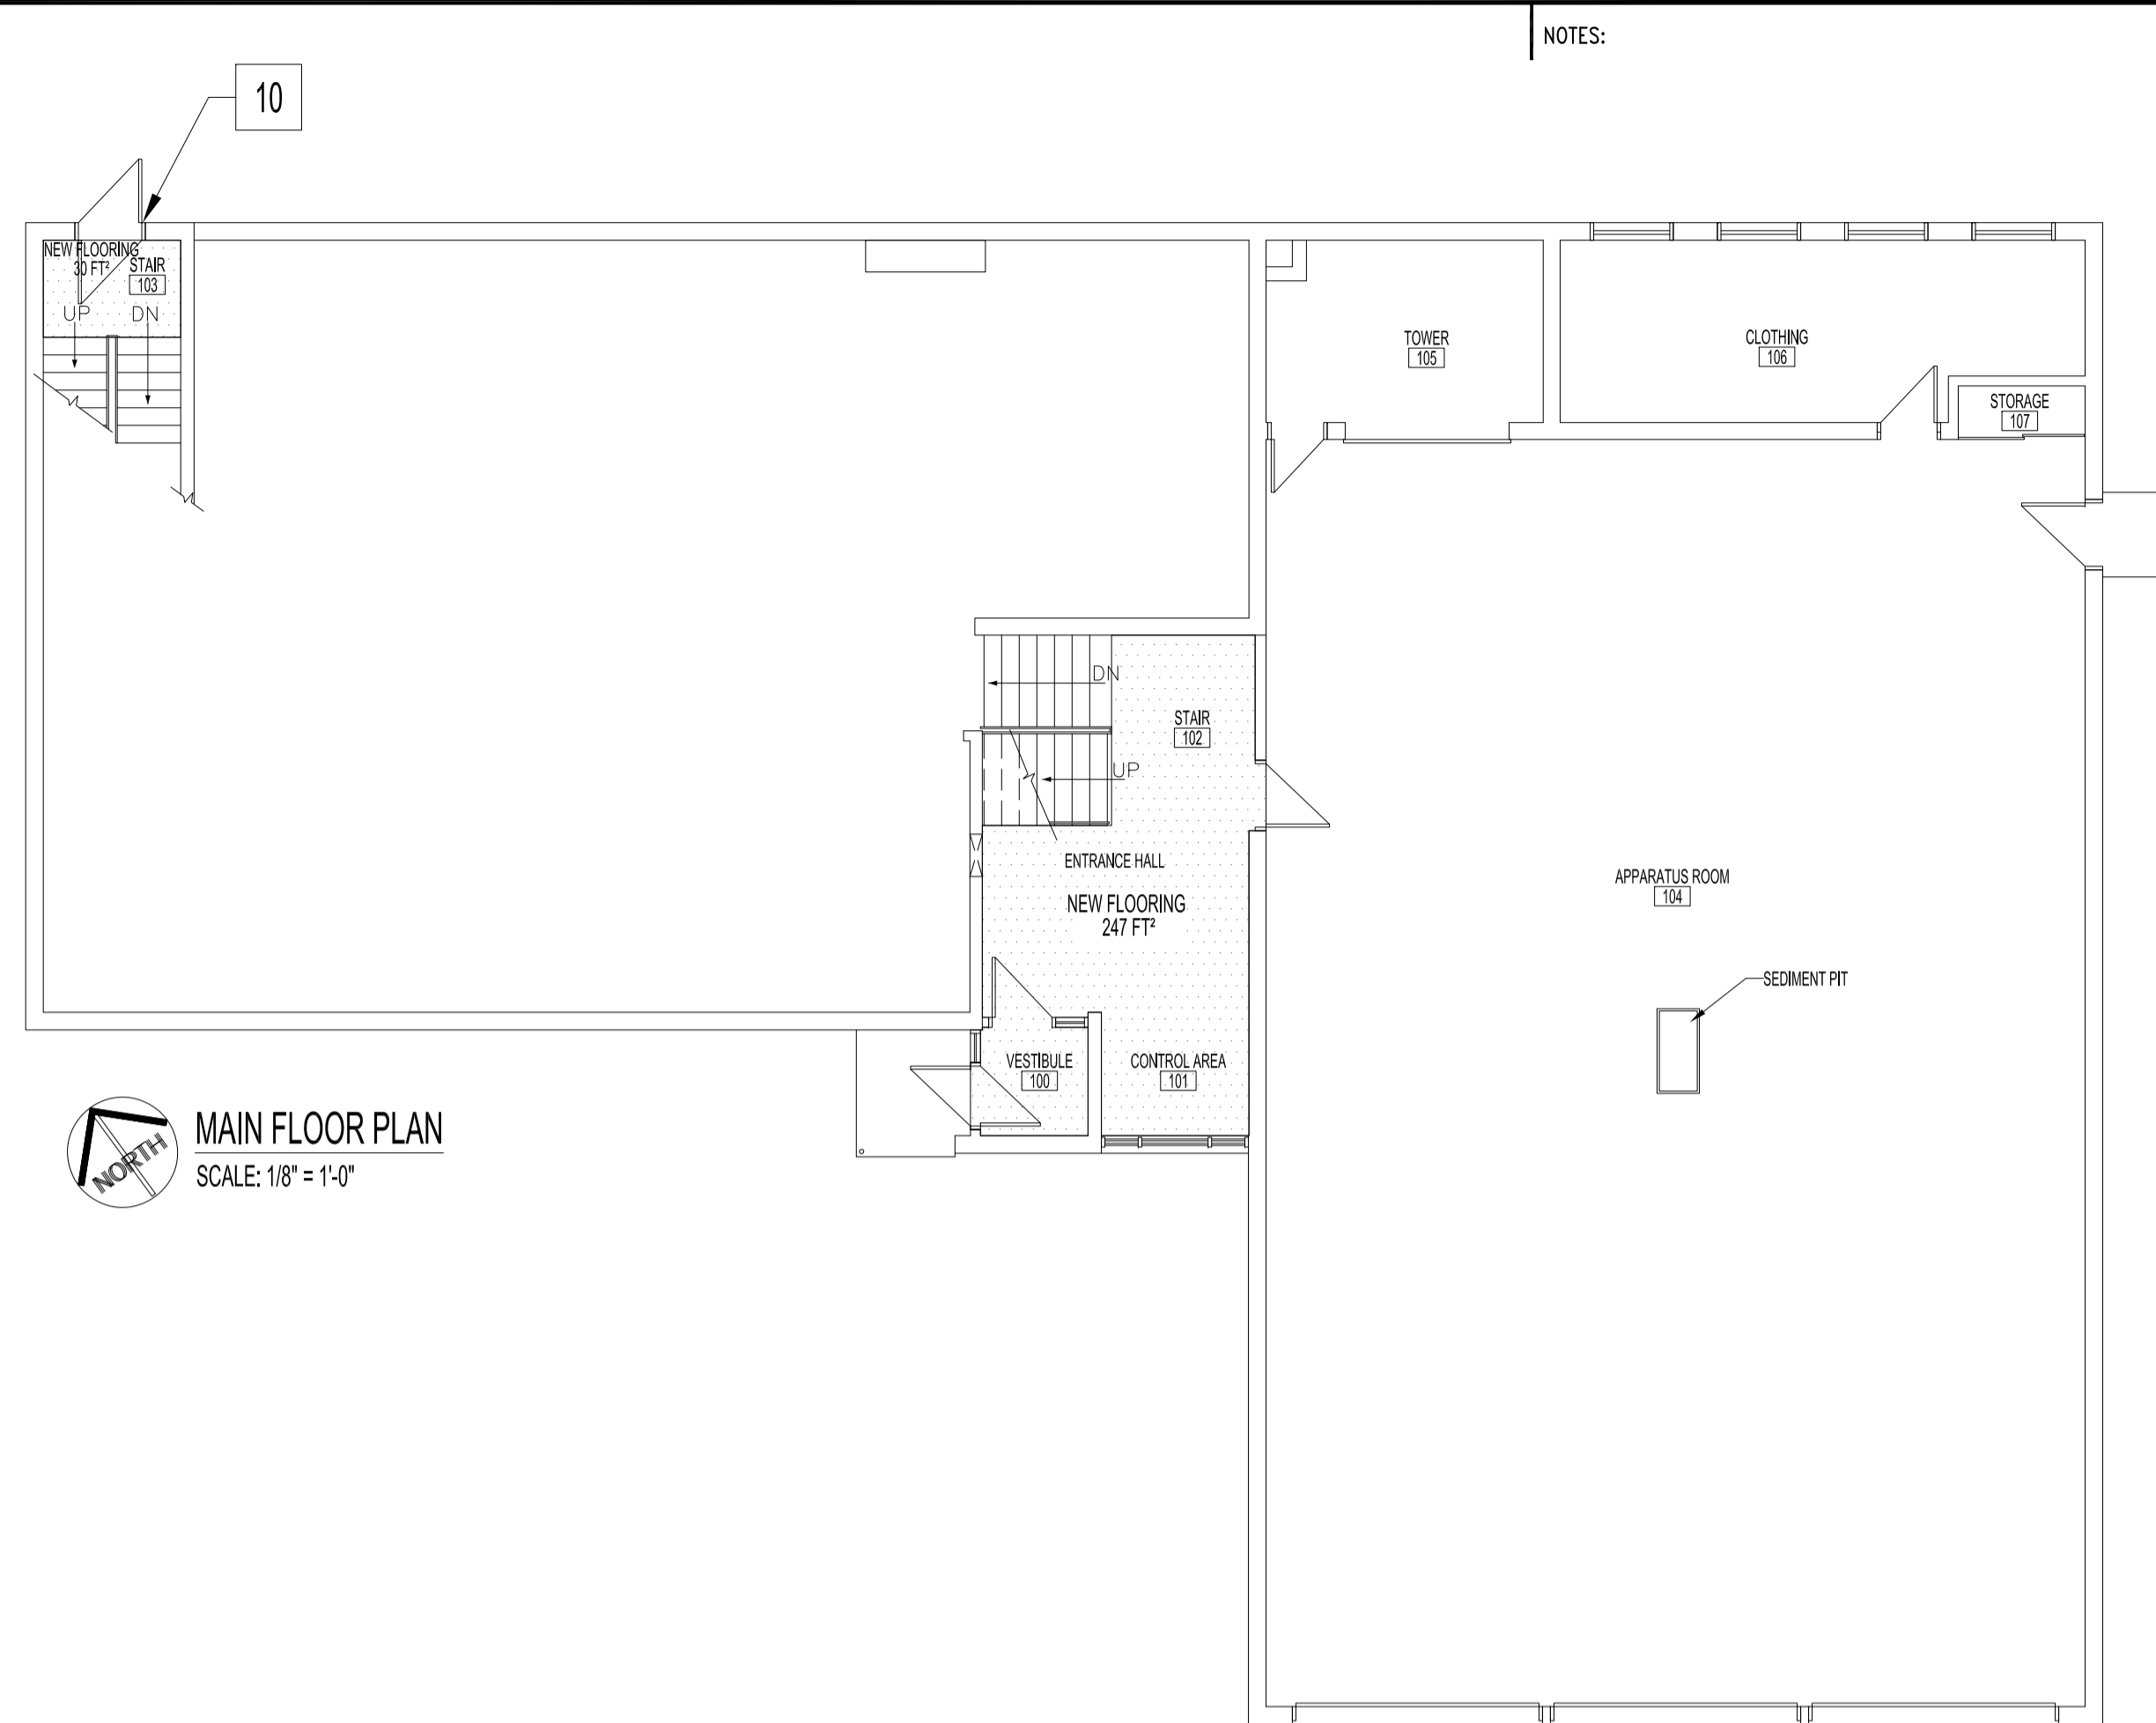 NOTES:
10
NEW FLOORING
30 FT²
STAIR
103
UP
DN
TOWER
105
CLOTHING
106
STORAGE
107
DN
STAIR
102
UP
ENTRANCE HALL
NEW FLOORING
247 FT²
APPARATUS ROOM
104
SEDIMENT PIT
VESTIBULE
100
CONTROL AREA
101
NORTH
MAIN FLOOR PLAN
SCALE: 1/8" = 1'-0"